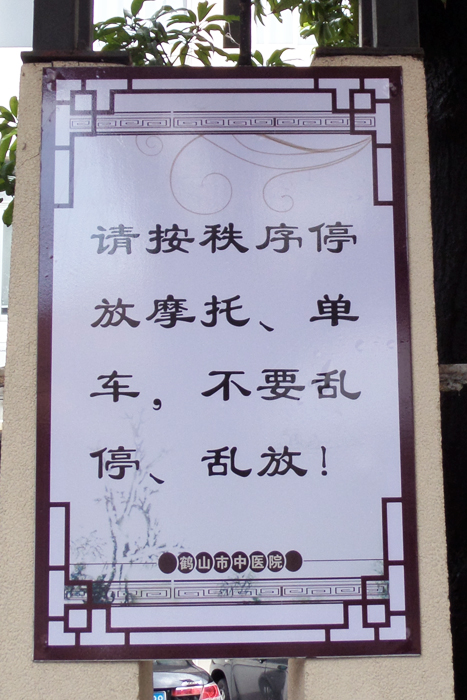 请按秩序停
放摩托、单
车，不要乱
停、乱放！
鹤山市中医院